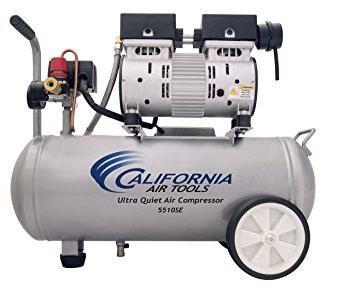 CALIFORNIA
AIR TOOLS
Ultra Quiet Air Compressor
5510SE